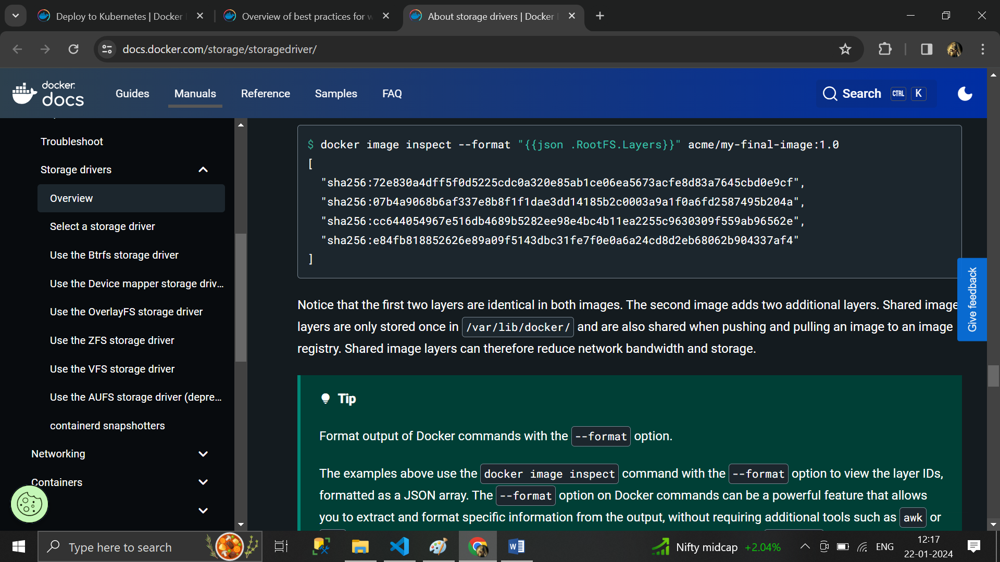 Deploy to Kubernetes | Docker
Overview of best practices for w
About storage drivers | Docker
docs.docker.com/storage/storagedriver/
docker
docs
Guides
Manuals
Reference
Samples
FAQ
Search
CTRL
K
Troubleshoot
Storage drivers
Overview
Select a storage driver
Use the Btrfs storage driver
Use the Device mapper storage driv...
Use the OverlayFS storage driver
Use the ZFS storage driver
Use the VFS storage driver
Use the AUFS storage driver (depre...
containerd snapshotters
Networking
Containers
$ docker image inspect --format "{{json .RootFS.Layers}}" acme/my-final-image:1.0
[
"sha256:72e830a4dff5f0d5225cdc0a320e85ab1ce06ea5673acfe8d83a7645cbd0e9cf",
"sha256:07b4a9068b6af337e8b8f1f1dae3dd14185b2c0003a9a1f0a6fd2587495b204a",
"sha256:cc644054967e516db4689b5282ee98e4bc4b11ea2255c9630309f559ab96562e",
"sha256:e84fb818852626e89a09f5143dbc31fe7f0e0a6a24cd8d2eb68062b904337af4"
]
Notice that the first two layers are identical in both images. The second image adds two additional layers. Shared image
layers are only stored once in /var/lib/docker/ and are also shared when pushing and pulling an image to an image
registry. Shared image layers can therefore reduce network bandwidth and storage.
Tip
Format output of Docker commands with the --format option.
The examples above use the docker image inspect command with the --format option to view the layer IDs,
formatted as a JSON array. The --format option on Docker commands can be a powerful feature that allows
you to extract and format specific information from the output, without requiring additional tools such as awk or
Give feedback
Type here to search
Nifty midcap +2.04%
ENG
12:17
22-01-2024